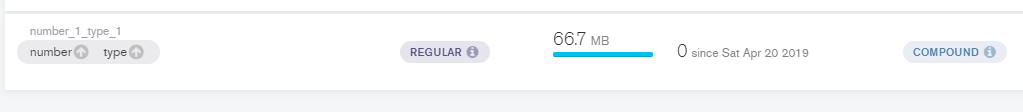 number_1_type_1
number type REGULAR 66.7 MB 0 since Sat Apr 20 2019 COMPOUND